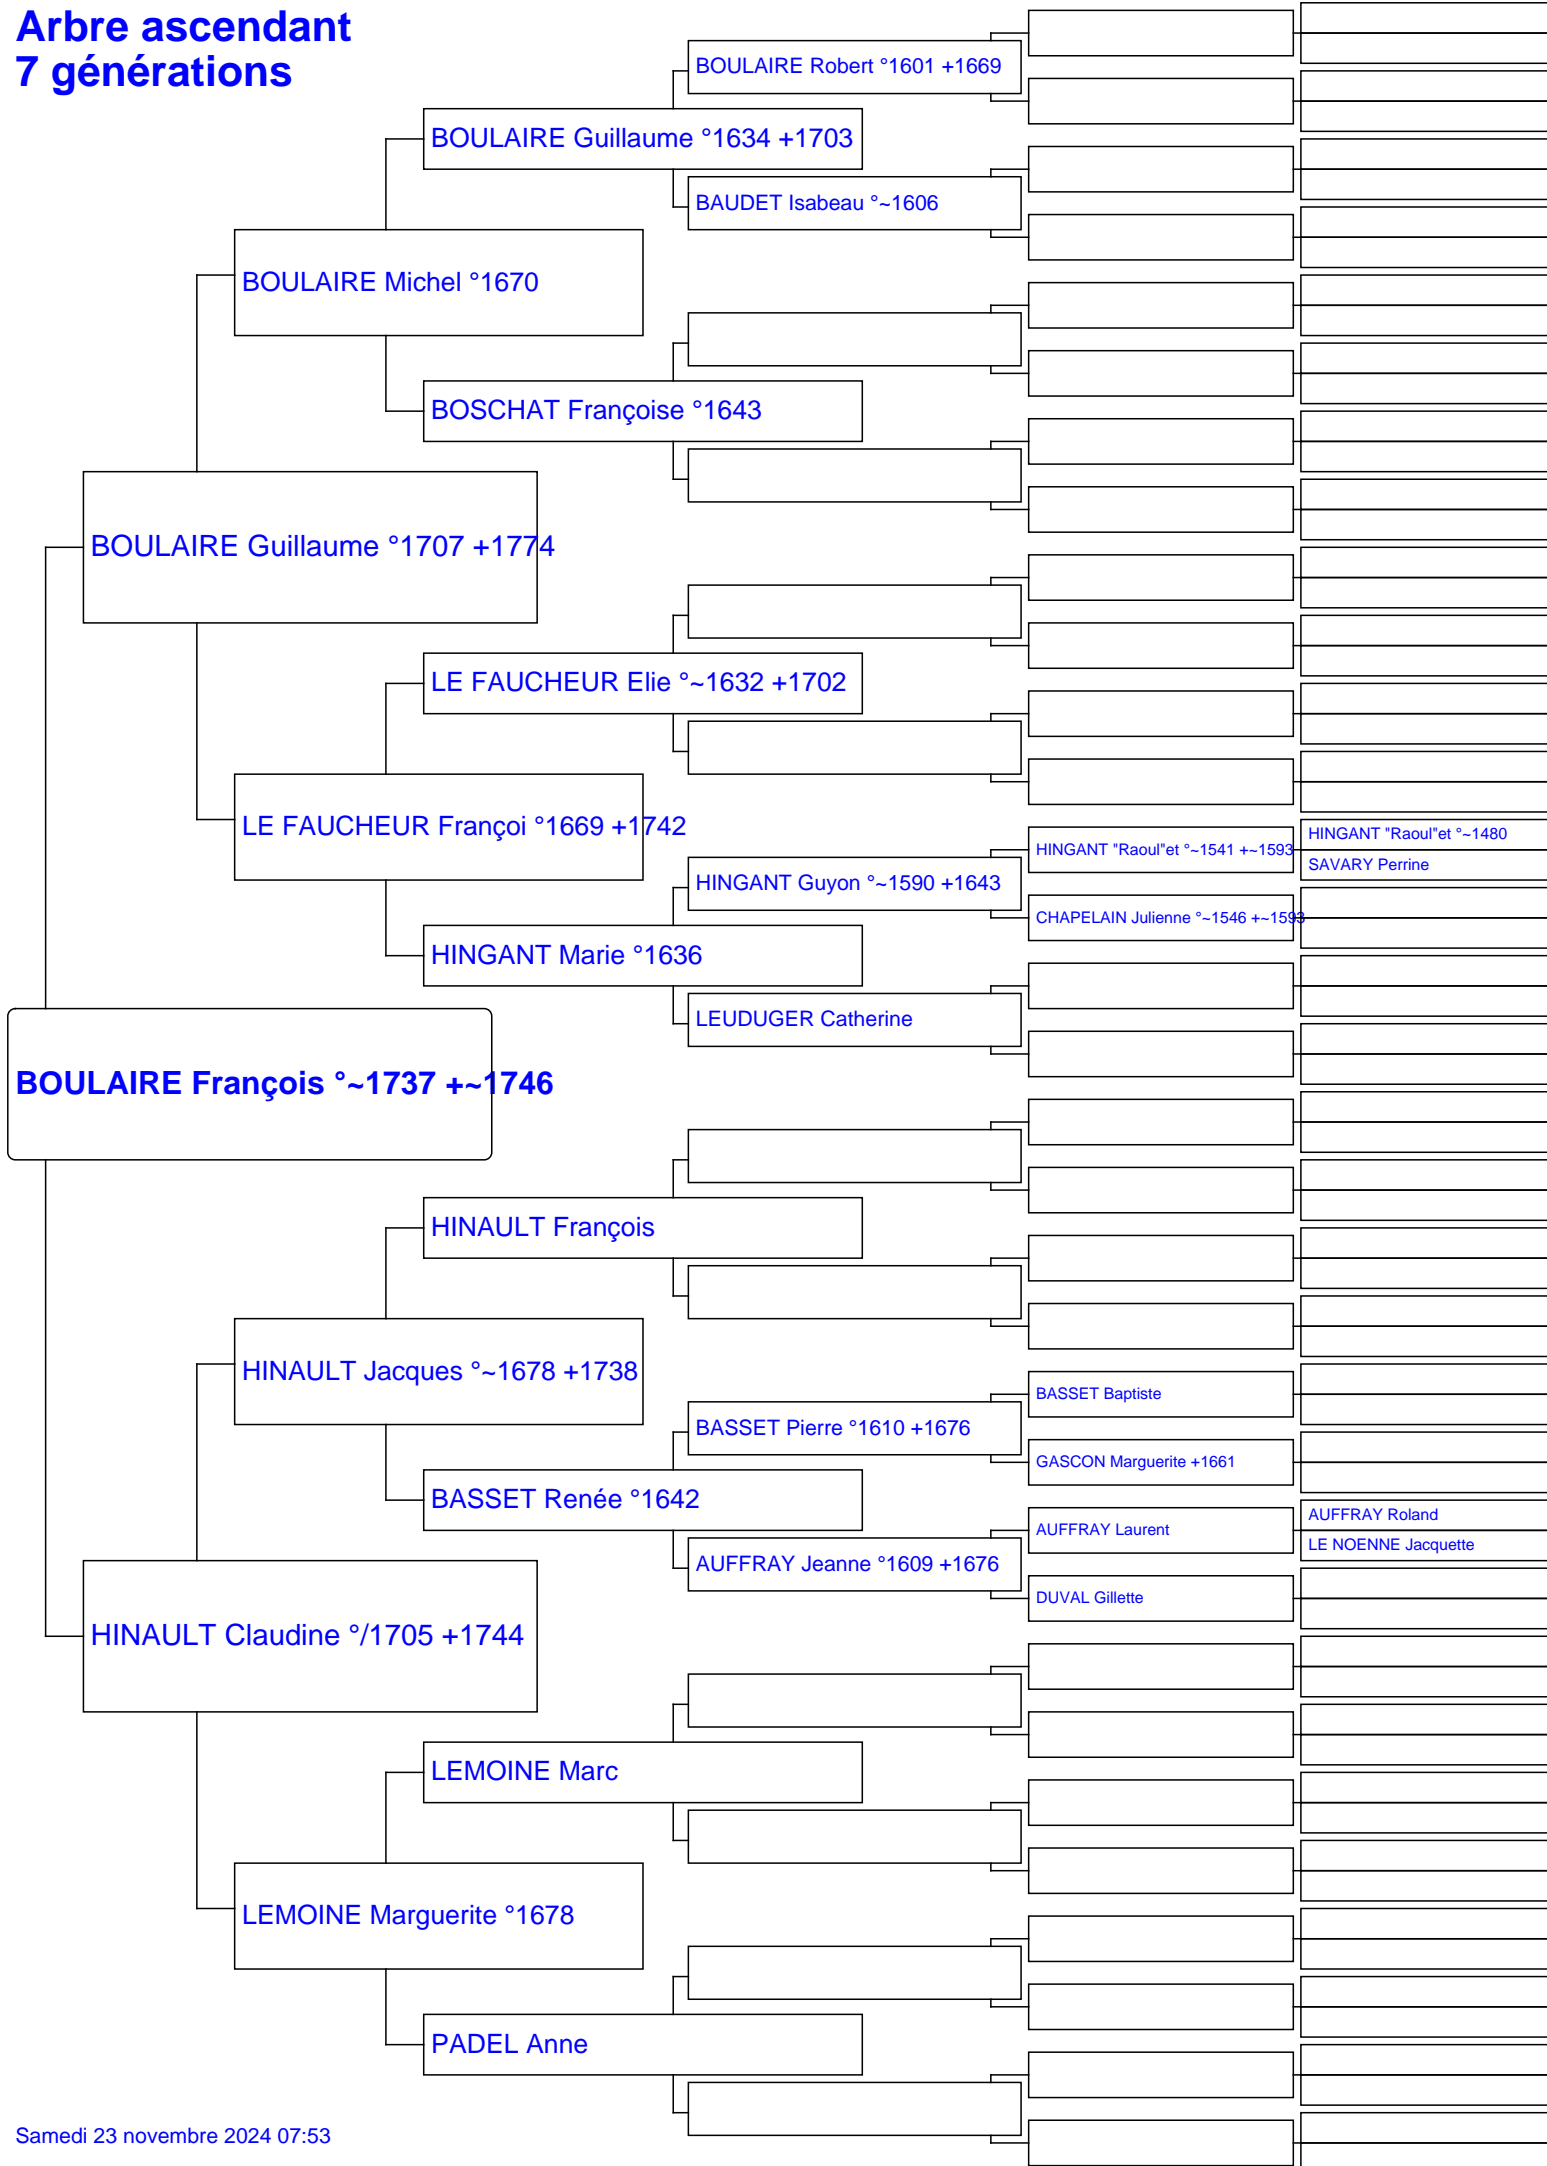 Arbre ascendant
7 générations
BOULAIRE Robert °1601 +1669
BOULAIRE Guillaume °1634 +1703
BAUDET Isabeau °~1606
BOULAIRE Michel °1670
BOSCHAT Françoise °1643
BOULAIRE Guillaume °1707 +1774
LE FAUCHEUR Elie °~1632 +1702
LE FAUCHEUR Françoi °1669 +1742
HINGANT "Raoul"et °~1480
HINGANT "Raoul"et °~1541 +~1593
SAVARY Perrine
HINGANT Guyon °~1590 +1643
CHAPELAIN Julienne °~1546 +~1593
HINGANT Marie °1636
LEUDUGER Catherine
BOULAIRE François °~1737 +~1746
HINAULT François
HINAULT Jacques °~1678 +1738
BASSET Baptiste
BASSET Pierre °1610 +1676
GASCON Marguerite +1661
BASSET Renée °1642
AUFFRAY Roland
AUFFRAY Laurent
LE NOENNE Jacquette
AUFFRAY Jeanne °1609 +1676
DUVAL Gillette
HINAULT Claudine °/1705 +1744
LEMOINE Marc
LEMOINE Marguerite °1678
PADEL Anne
Samedi 23 novembre 2024 07:53